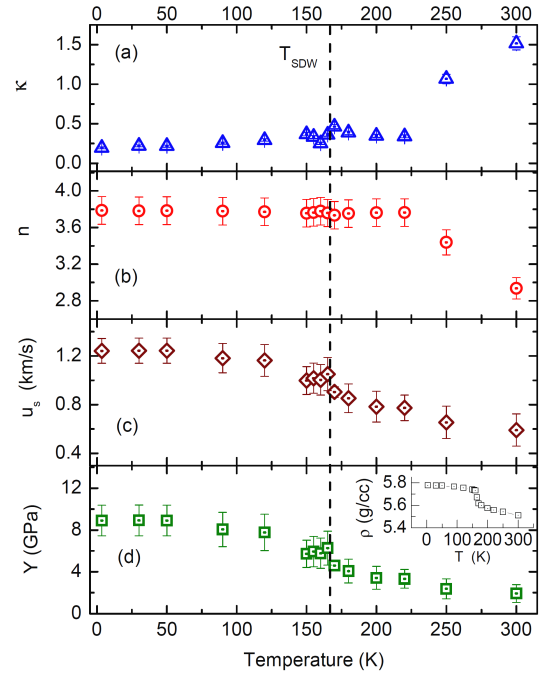 0 50 100 150 200 250 300
(a)
T_SDW
κ
1.5
1.0
0.5
0.0
4.0
3.6
3.2
2.8
n
(b)
1.2
0.8
0.4
u_s (km/s)
(c)
12
8
4
0
Y (GPa)
(d)
5.8
5.6
5.4
ρ (g/cc)
0 100 200 300
T (K)
0 50 100 150 200 250 300
Temperature (K)